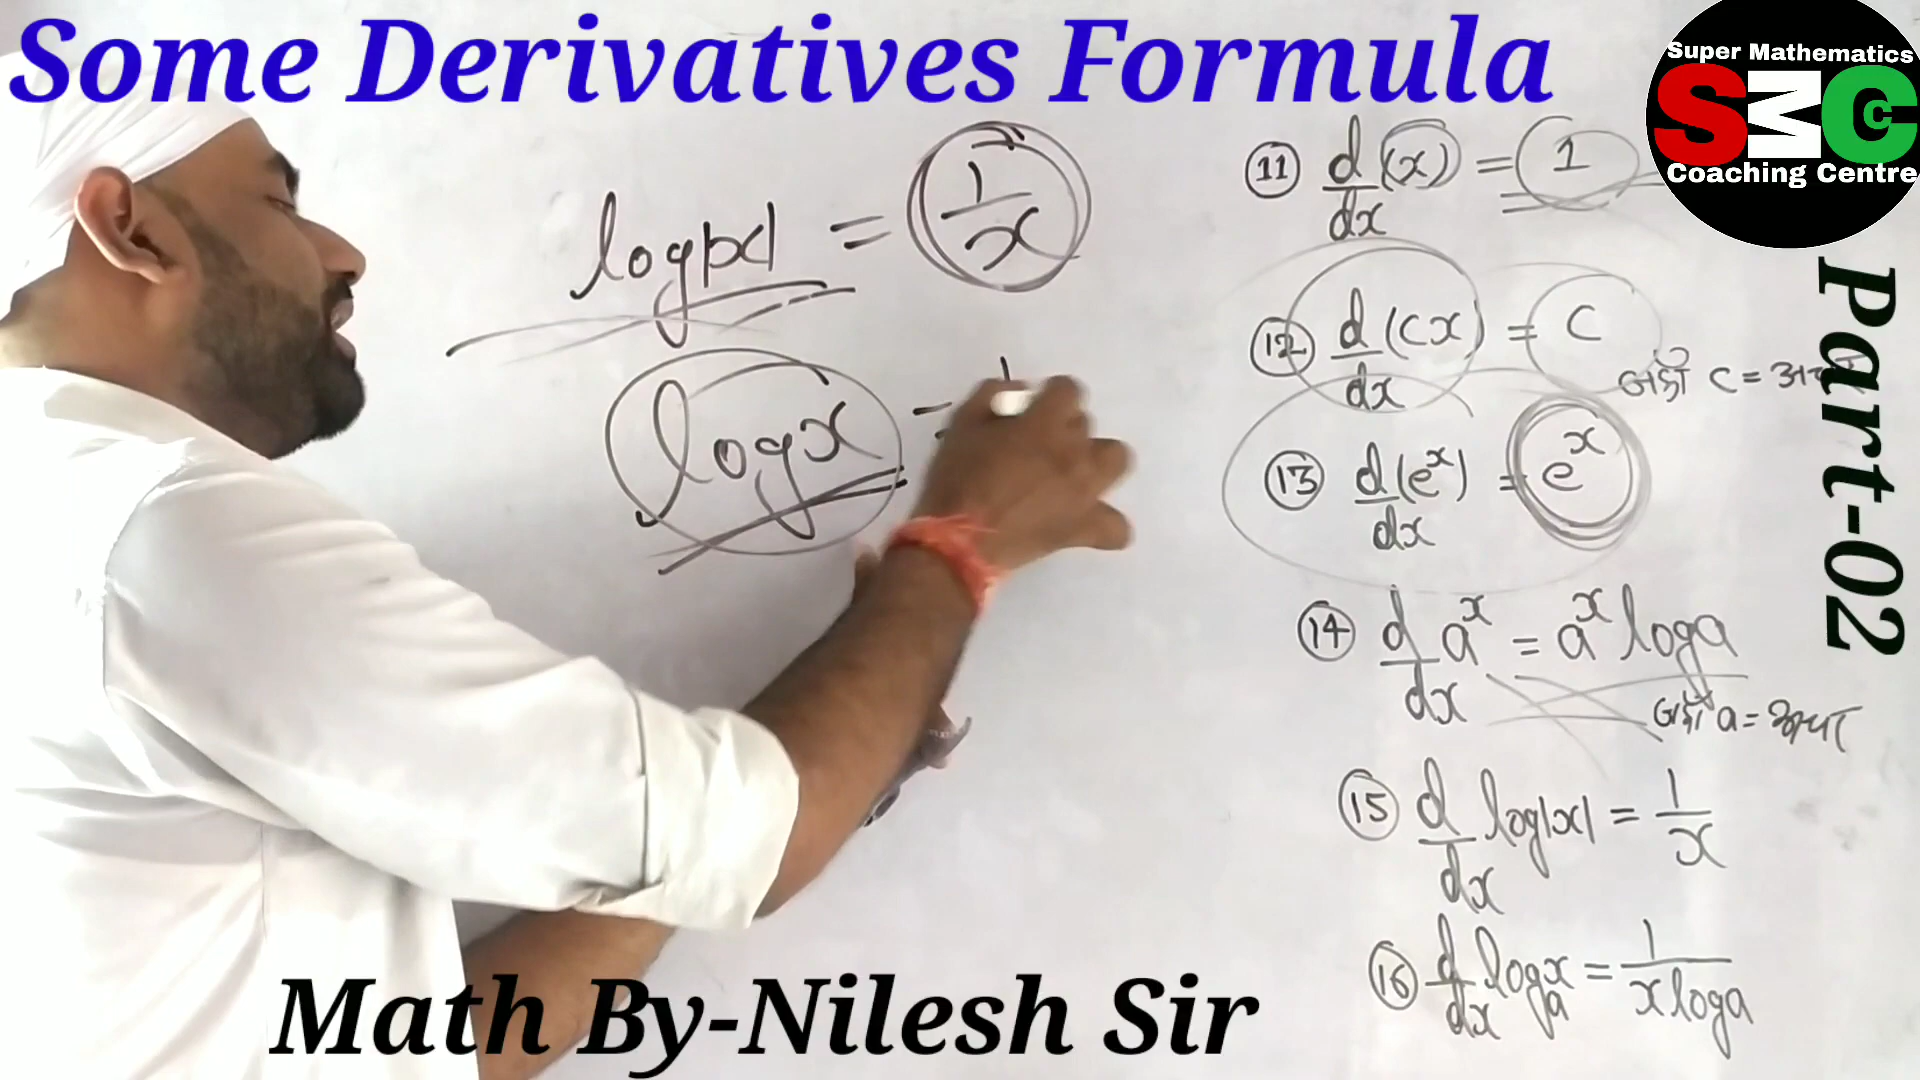 Some Derivatives Formula
Super Mathematics
SMC
Coaching Centre
Part-02
log|x| = 1/x
log x =
⑪ d/dx (x) = 1
⑫ d/dx (cx) = c
जहाँ c =
⑬ d/dx (e^x) = e^x
⑭ d/dx a^x = a^x log a
जहाँ a = अचर
⑮ d/dx log|x| = 1/x
⑯ d/dx log_a x = 1/(x log a)
Math By-Nilesh Sir